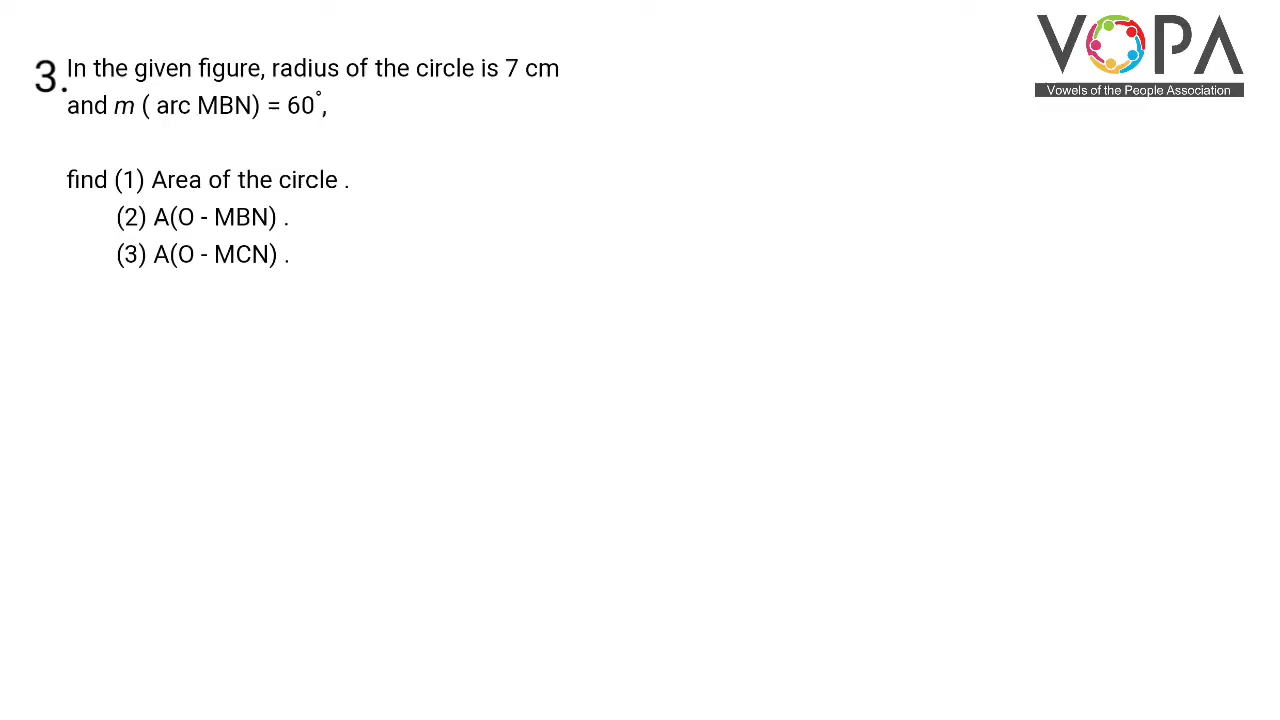 VOPA
Vowels of the People Association
3. In the given figure, radius of the circle is 7 cm
and m ( arc MBN) = 60°,
find (1) Area of the circle .
(2) A(O - MBN) .
(3) A(O - MCN) .